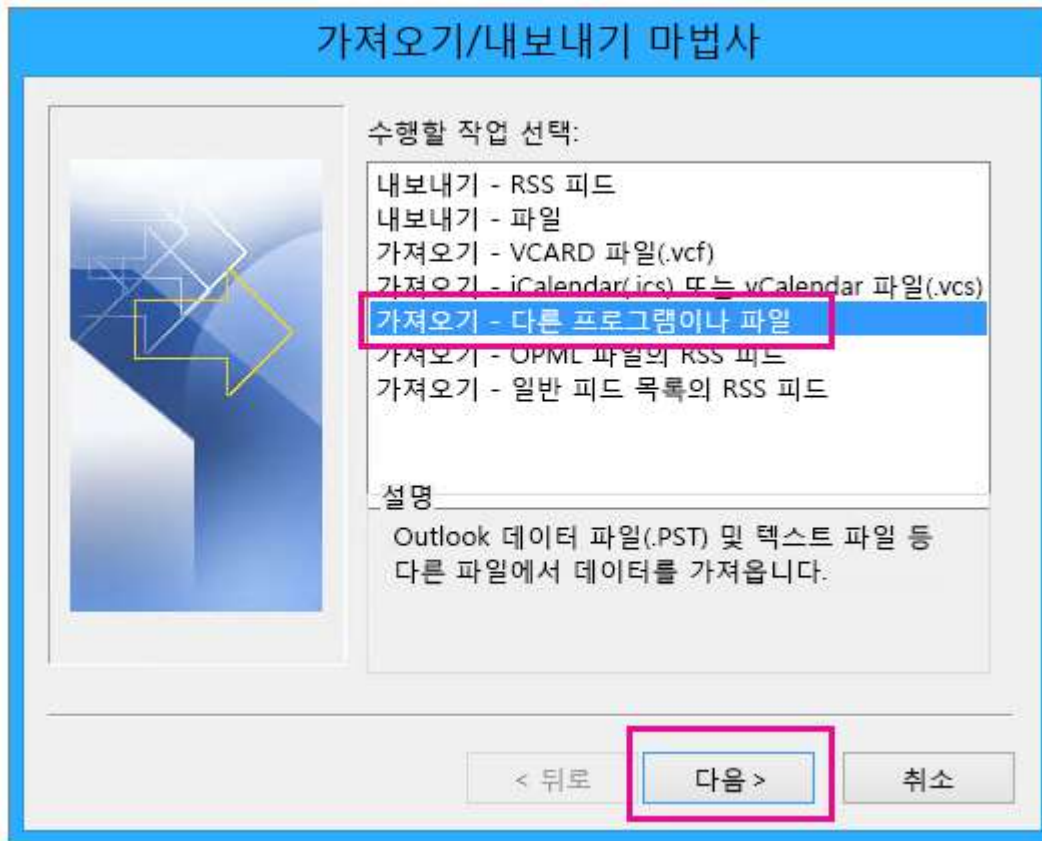 가져오기/내보내기 마법사
수행할 작업 선택:
내보내기 - RSS 피드
내보내기 - 파일
가져오기 - VCARD 파일(.vcf)
가져오기 - iCalendar(.ics) 또는 vCalendar 파일(.vcs)
가져오기 - 다른 프로그램이나 파일
가져오기 - OPML 파일의 RSS 피드
가져오기 - 일반 피드 목록의 RSS 피드
설명
Outlook 데이터 파일(.PST) 및 텍스트 파일 등
다른 파일에서 데이터를 가져옵니다.
< 뒤로 다음 > 취소